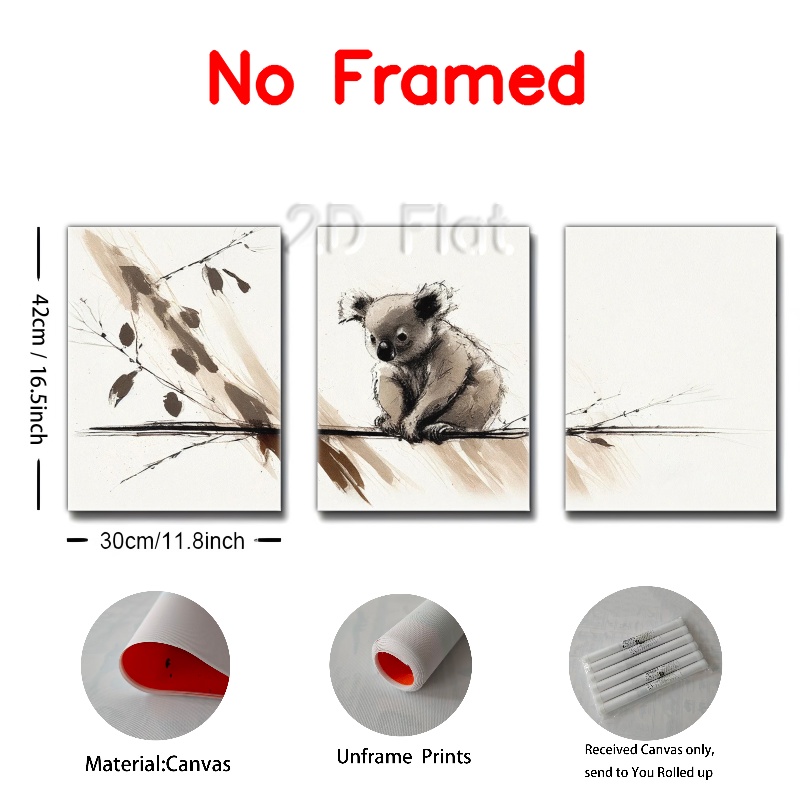 No Framed
2D Flat
42cm / 16.5inch
30cm/11.8inch
Material:Canvas
Unframe Prints
Received Canvas only,
send to You Rolled up